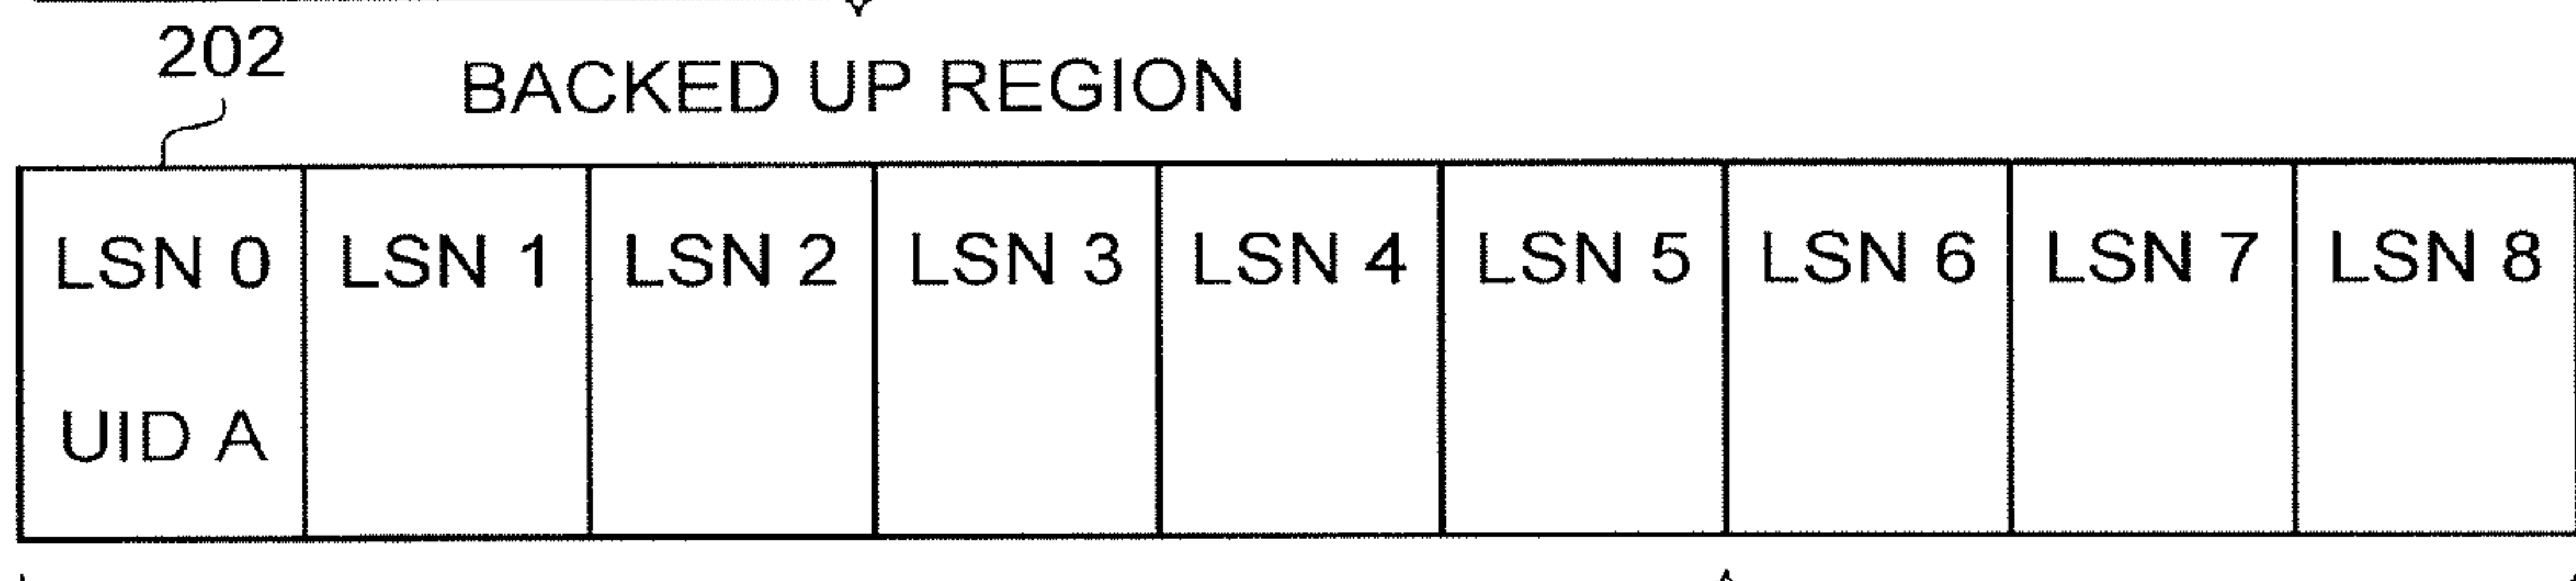 202
BACKED UP REGION
LSN 0 LSN 1 LSN 2 LSN 3 LSN 4 LSN 5 LSN 6 LSN 7 LSN 8
UID A